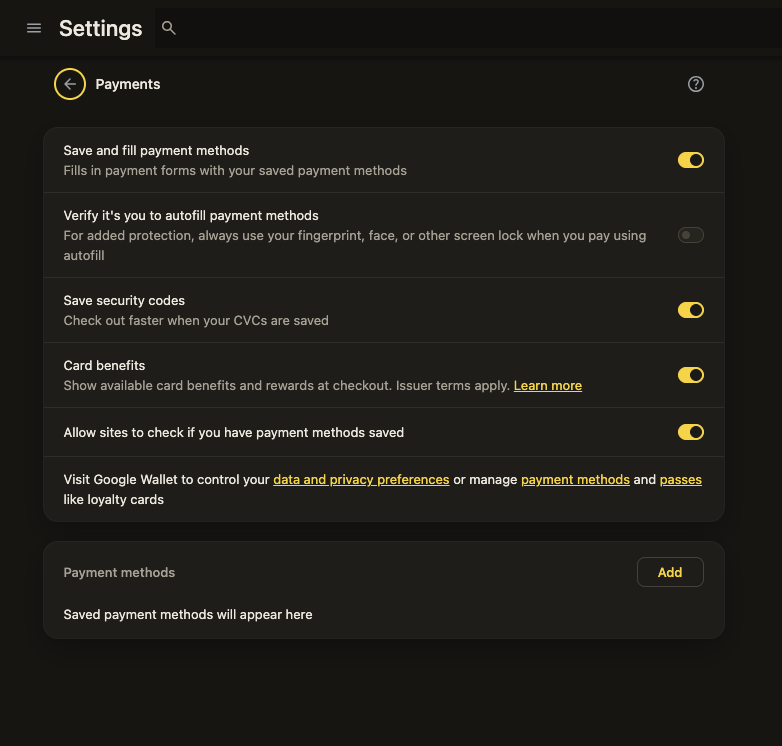 Settings
Payments
Save and fill payment methods
Fills in payment forms with your saved payment methods
Verify it's you to autofill payment methods
For added protection, always use your fingerprint, face, or other screen lock when you pay using
autofill
Save security codes
Check out faster when your CVCs are saved
Card benefits
Show available card benefits and rewards at checkout. Issuer terms apply. Learn more
Allow sites to check if you have payment methods saved
Visit Google Wallet to control your data and privacy preferences or manage payment methods and passes
like loyalty cards
Payment methods
Add
Saved payment methods will appear here